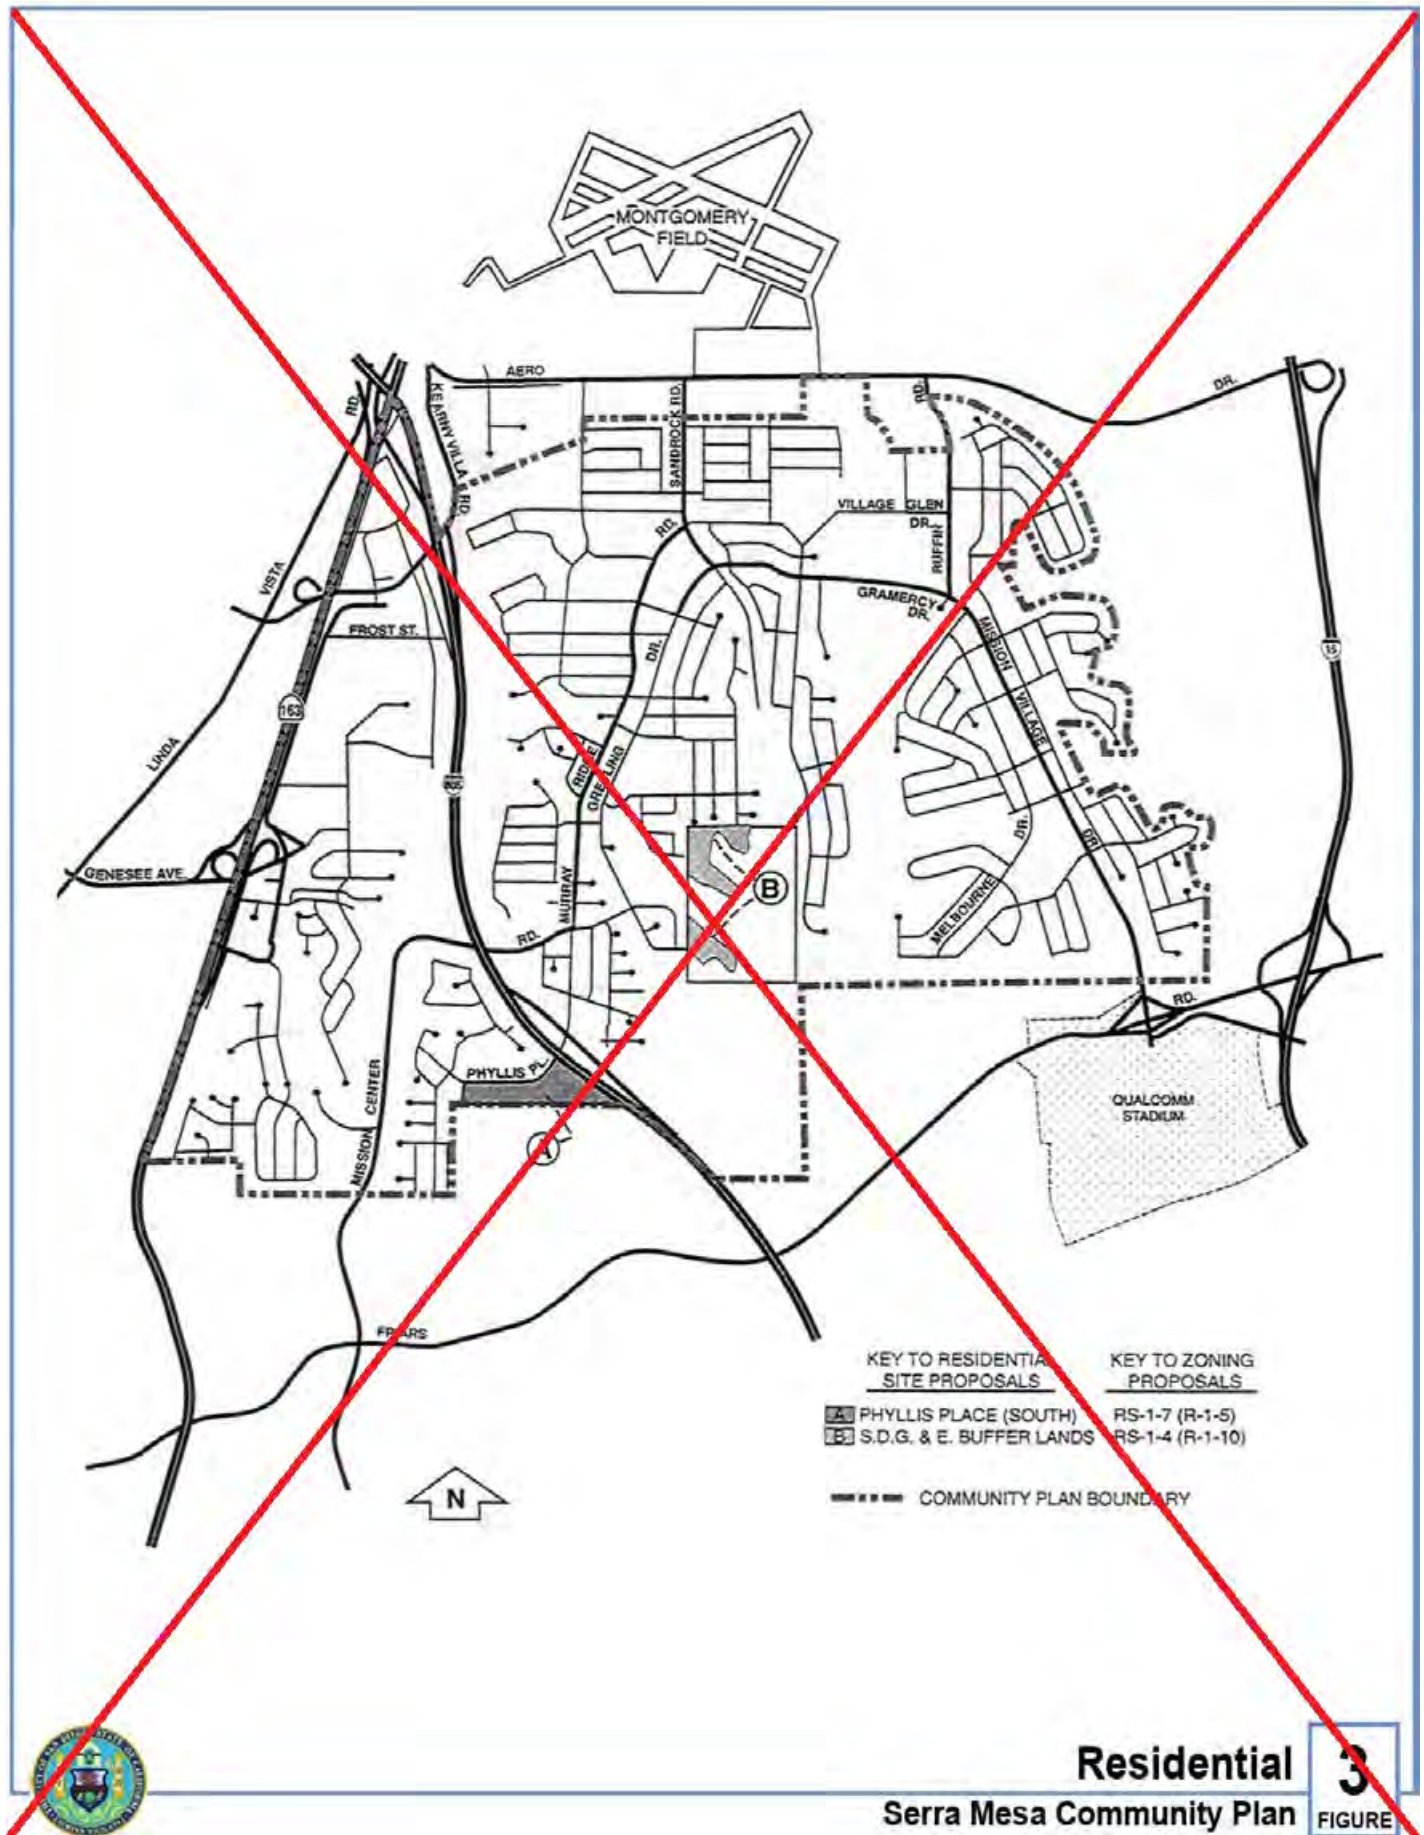 MONTGOMERY
FIELD
AERO
DR.
RD.
KEARNY VILLA
RD.
SANDROCK RD.
RD.
VILLAGE GLEN
DR.
RUFFIN
RD.
VISTA
GRAMERCY
DR.
FROST ST.
MISSION
VILLAGE
DR.
15
163
LINDA
DR.
RIDGE
GREYLING
805
GENESEE AVE.
MURRAY
B
DR.
MELBOURNE
RD.
RD.
PHYLLIS PL.
CENTER
MISSION
QUALCOMM
STADIUM
A
FRIARS
KEY TO RESIDENTIAL
SITE PROPOSALS
KEY TO ZONING
PROPOSALS
A PHYLLIS PLACE (SOUTH) RS-1-7 (R-1-5)
B S.D.G. & E. BUFFER LANDS RS-1-4 (R-1-10)
N
COMMUNITY PLAN BOUNDARY
Residential
Serra Mesa Community Plan
3
FIGURE